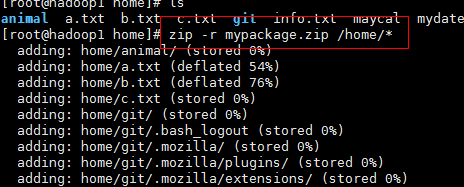 [root@hadoop1 home]# ls
animal a.txt b.txt c.txt git info.txt maycal mydate
[root@hadoop1 home]# zip -r mypackage.zip /home/*
adding: home/animal/ (stored 0%)
adding: home/a.txt (deflated 54%)
adding: home/b.txt (deflated 76%)
adding: home/c.txt (stored 0%)
adding: home/git/ (stored 0%)
adding: home/git/.bash_logout (stored 0%)
adding: home/git/.mozilla/ (stored 0%)
adding: home/git/.mozilla/plugins/ (stored 0%)
adding: home/git/.mozilla/extensions/ (stored 0%)